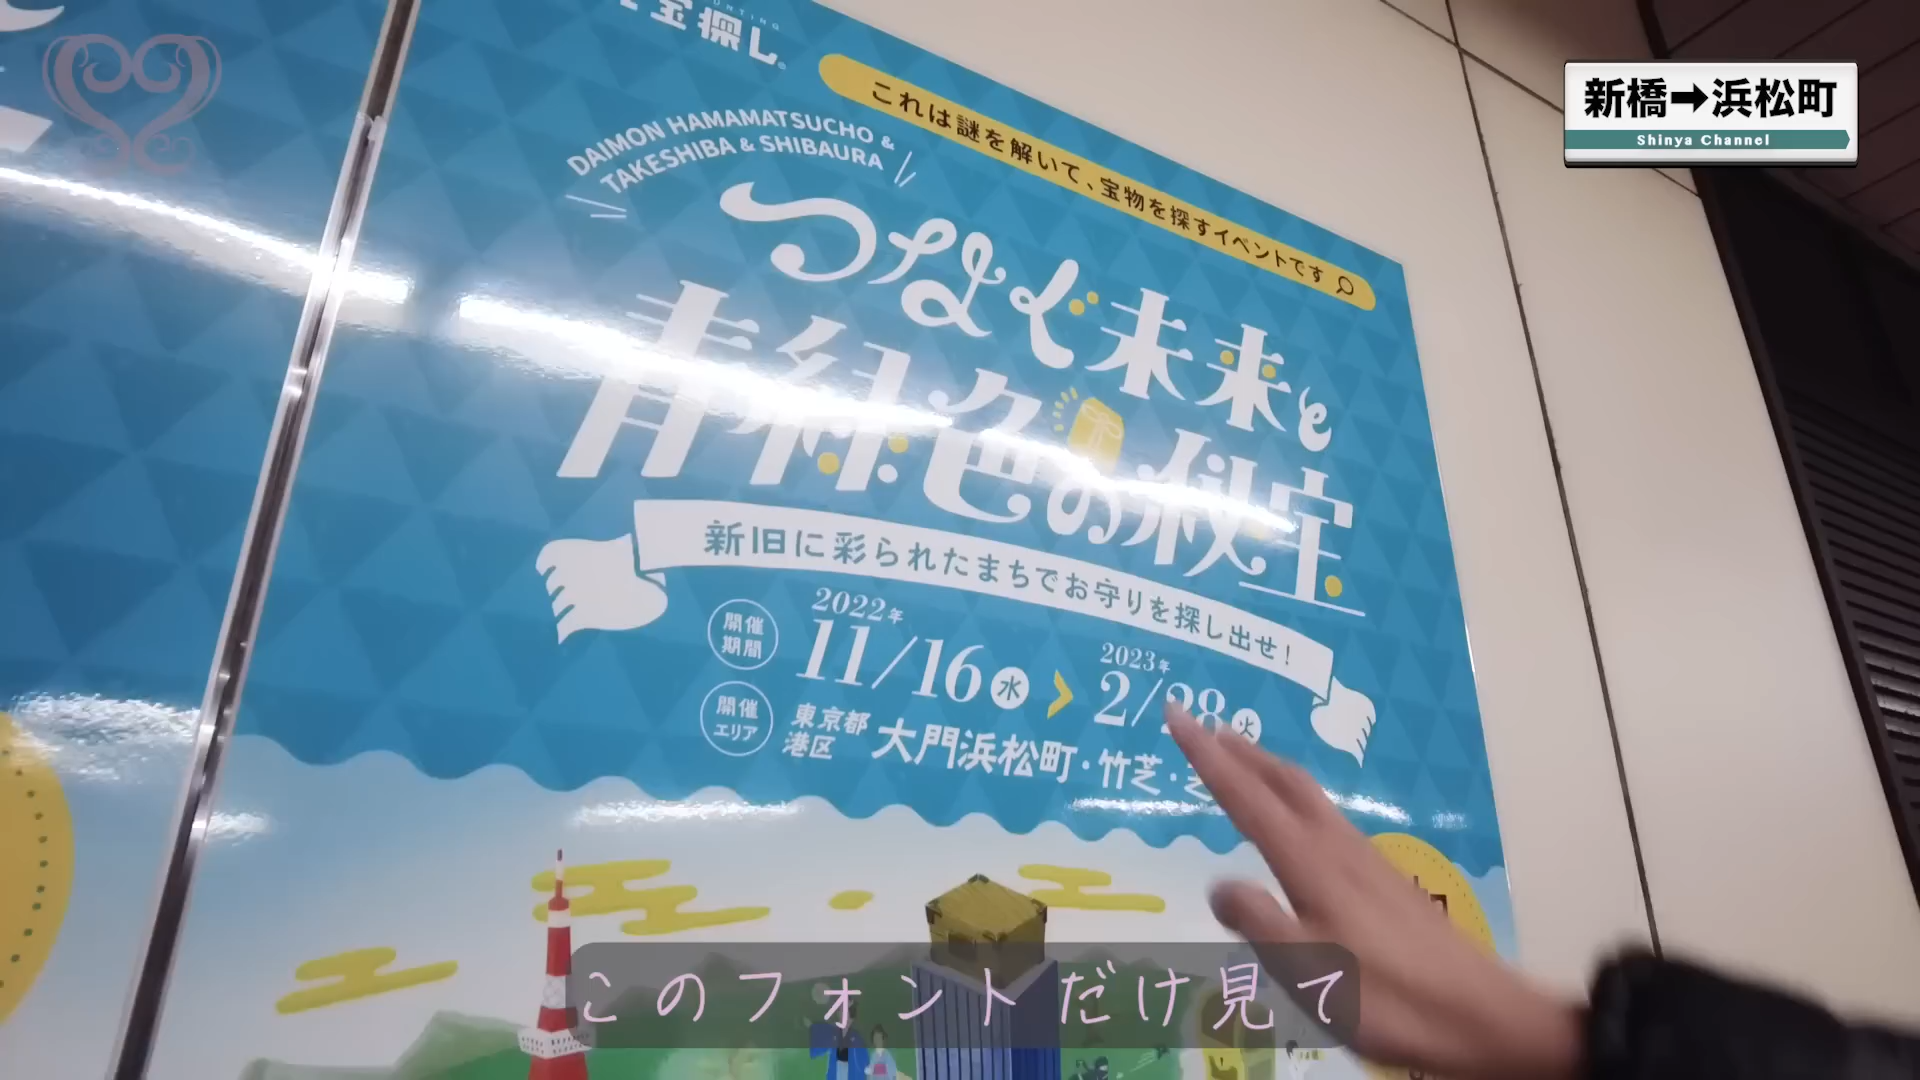 宝探し
これは謎を解いて、宝物を探すイベントです
DAIMON HAMAMATSUCHO &
TAKESHIBA & SHIBAURA
つなぐ未来と
青緑色の秘宝
新旧に彩られたまちでお守りを探し出せ！
開催
期間
2022年
11/16 水
2023年
2/28 火
開催
エリア
東京都
港区
大門浜松町・竹芝・
新橋➡浜松町
Shinya Channel
このフォントだけ見て